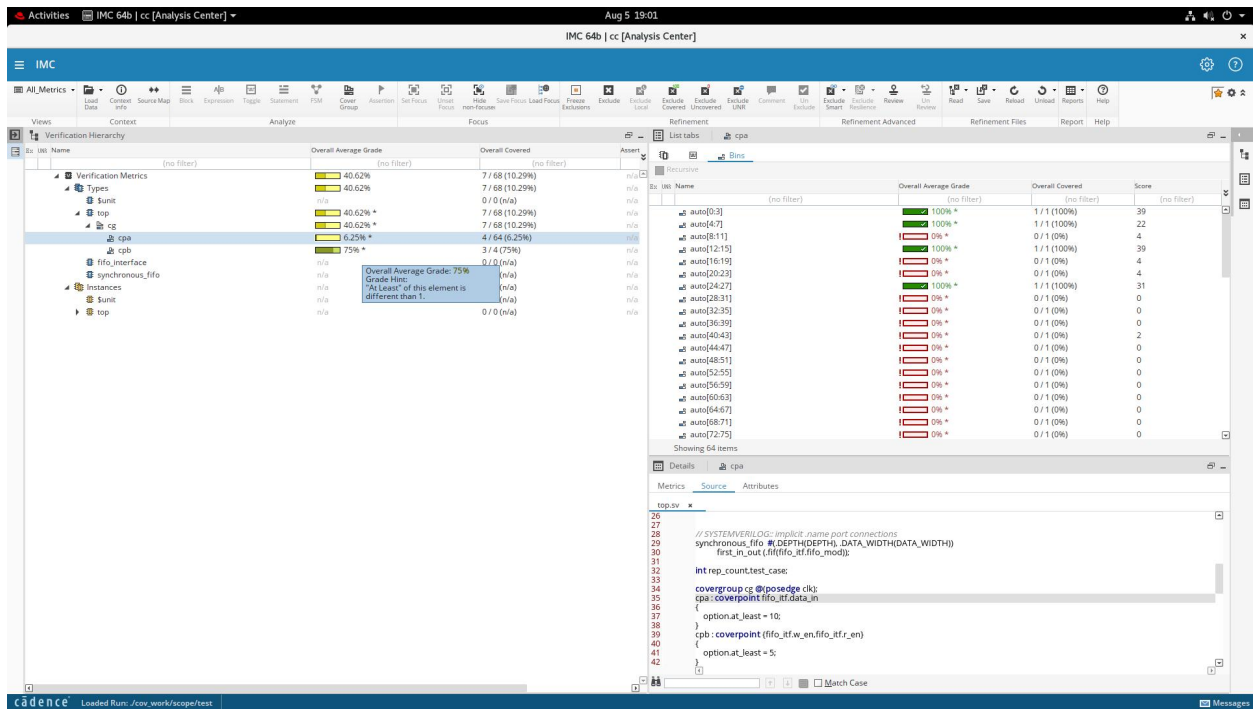 Activities IMC 64b | cc [Analysis Center] Aug 5 19:01
IMC 64b | cc [Analysis Center] ×
IMC
All_Metrics Load Data Context Info Source Map Block Expression Toggle Statement FSM Cover Group Assertion Set Focus Unset Focus Hide non-focused Save Focus Load Focus Freeze Exclusions Exclude Exclude Local Exclude Covered Exclude Uncovered Exclude UNR Comment Un Exclude Exclude Smart Exclude Resilience Review Un Review Read Save Reload Unload Reports Help
Views Context Analyze Focus Refinement Refinement Advanced Refinement Files Report Help
Verification Hierarchy
Ex UNR Name Overall Average Grade Overall Covered Assert
(no filter) (no filter) (no filter)
Verification Metrics 40.62% 7 / 68 (10.29%) n/a
Types 40.62% 7 / 68 (10.29%) n/a
$unit n/a 0 / 0 (n/a) n/a
top 40.62% * 7 / 68 (10.29%) n/a
cg 40.62% * 7 / 68 (10.29%) n/a
cpa 6.25% * 4 / 64 (6.25%) n/a
cpb 75% * 3 / 4 (75%) n/a
fifo_interface n/a 0 / 0 (n/a) n/a
synchronous_fifo n/a (n/a) n/a
Instances n/a (n/a) n/a
$unit n/a (n/a) n/a
top n/a 0 / 0 (n/a) n/a
Overall Average Grade: 75%
Grade Hint:
"At Least" of this element is
different than 1.
List tabs cpa
Bins
Recursive
Ex UNR Name Overall Average Grade Overall Covered Score
(no filter) (no filter) (no filter) (no filter)
auto[0:3] 100% * 1 / 1 (100%) 39
auto[4:7] 100% * 1 / 1 (100%) 22
auto[8:11] 0% * 0 / 1 (0%) 4
auto[12:15] 100% * 1 / 1 (100%) 39
auto[16:19] 0% * 0 / 1 (0%) 4
auto[20:23] 0% * 0 / 1 (0%) 4
auto[24:27] 100% * 1 / 1 (100%) 31
auto[28:31] 0% * 0 / 1 (0%) 0
auto[32:35] 0% * 0 / 1 (0%) 0
auto[36:39] 0% * 0 / 1 (0%) 0
auto[40:43] 0% * 0 / 1 (0%) 2
auto[44:47] 0% * 0 / 1 (0%) 0
auto[48:51] 0% * 0 / 1 (0%) 0
auto[52:55] 0% * 0 / 1 (0%) 0
auto[56:59] 0% * 0 / 1 (0%) 0
auto[60:63] 0% * 0 / 1 (0%) 0
auto[64:67] 0% * 0 / 1 (0%) 0
auto[68:71] 0% * 0 / 1 (0%) 0
auto[72:75] 0% * 0 / 1 (0%) 0
Showing 64 items
Details cpa
Metrics Source Attributes
top.sv ×
26
27
28 // SYSTEMVERILOG:: implicit .name port connections
29 synchronous_fifo #(.DEPTH(DEPTH), .DATA_WIDTH(DATA_WIDTH))
30 first_in_out (.fif(fifo_itf.fifo_mod));
31
32 int rep_count,test_case;
33
34 covergroup cg @(posedge clk);
35 cpa : coverpoint fifo_itf.data_in
36 {
37 option.at_least = 10;
38 }
39 cpb : coverpoint {fifo_itf.w_en,fifo_itf.r_en}
40 {
41 option.at_least = 5;
42 }
Match Case
cādence Loaded Run: ./cov_work/scope/test Messages